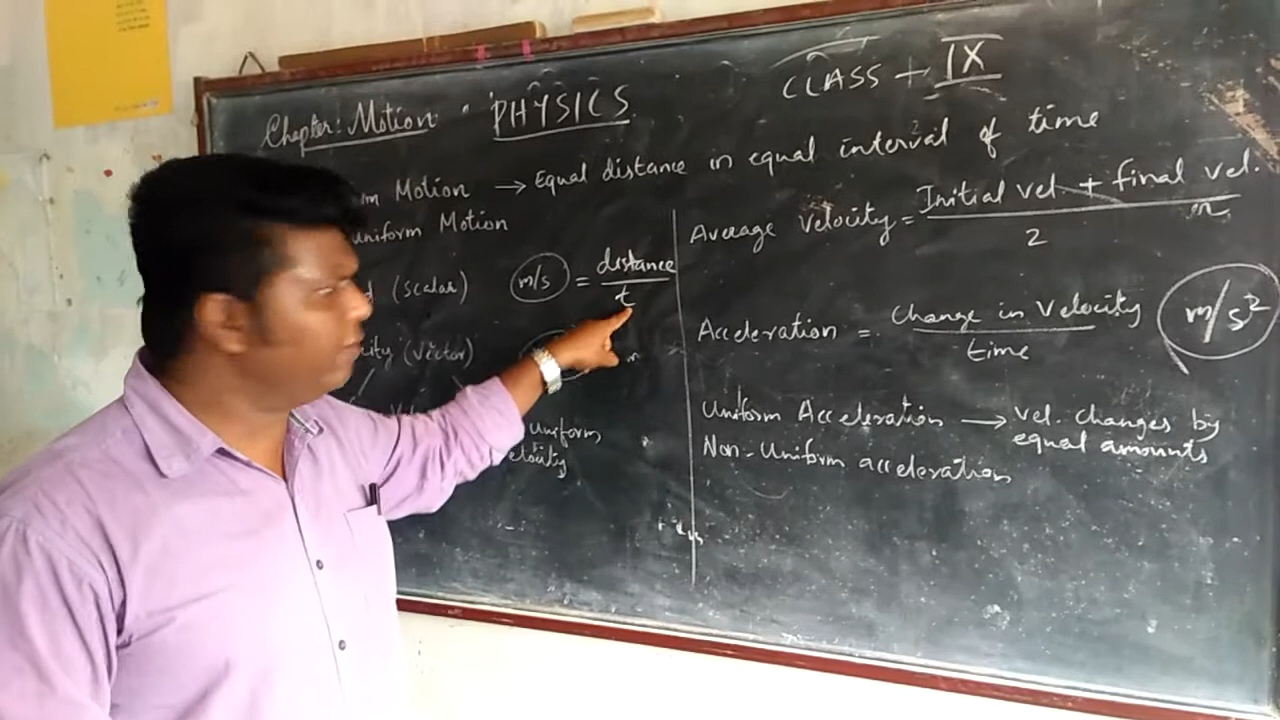 Chapter: Motion
PHYSICS
CLASS - IX
m Motion → Equal distance in equal interval of time
uniform Motion
d (scalar)
m/s = distance
t
ity (vector)
uniform
elocity
Average velocity = Initial vel. + final vel.
2
Acceleration = Change in velocity
time
m/s²
Uniform Acceleration → vel. changes by
equal amounts
Non-Uniform acceleration